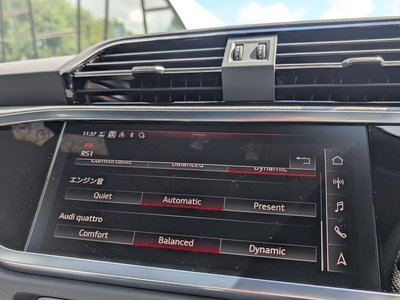 11:37
RS1
Comfortable Balanced Dynamic
エンジン音
Quiet Automatic Present
Audi quattro
Comfort Balanced Dynamic